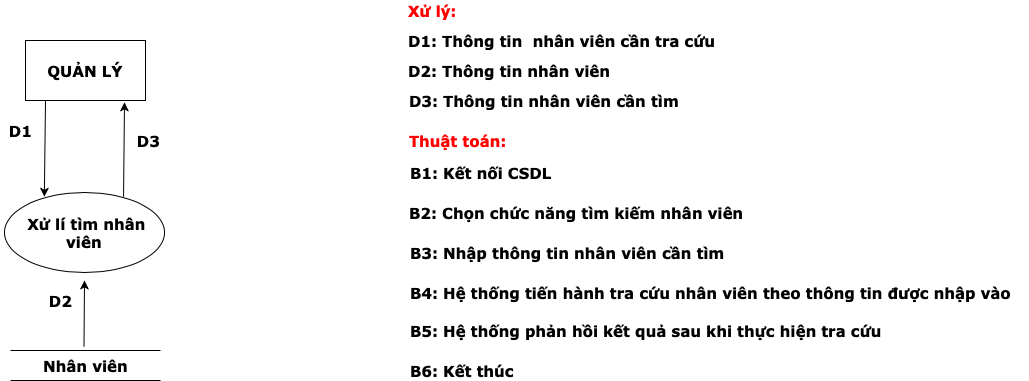 QUẢN LÝ
D1
D3
Xử lí tìm nhân
viên
D2
Nhân viên
Xử lý:
D1: Thông tin  nhân viên cần tra cứu
D2: Thông tin nhân viên
D3: Thông tin nhân viên cần tìm
Thuật toán:
B1: Kết nối CSDL
B2: Chọn chức năng tìm kiếm nhân viên
B3: Nhập thông tin nhân viên cần tìm
B4: Hệ thống tiến hành tra cứu nhân viên theo thông tin được nhập vào
B5: Hệ thống phản hồi kết quả sau khi thực hiện tra cứu
B6: Kết thúc